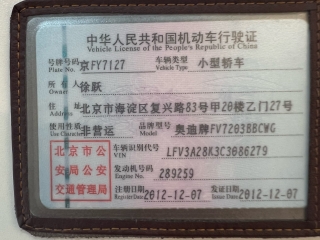 中华人民共和国机动车行驶证
Vehicle License of the People's Republic of China
号牌号码 京FY7127 车辆类型 小型轿车
Plate No. Vehicle Type
所有人 徐跃
Owner
住址 北京市海淀区复兴路83号甲20楼乙门127号
Address
使用性质 非营运 品牌型号 奥迪牌FV7203BBCWG
Use Character
北京市公安局公安交通管理局
车辆识别代号 LFV3A28K3C3086279
VIN
发动机号码 289259
Engine No.
注册日期 2012-12-07 发证日期 2012-12-07
Register Date Issue Date